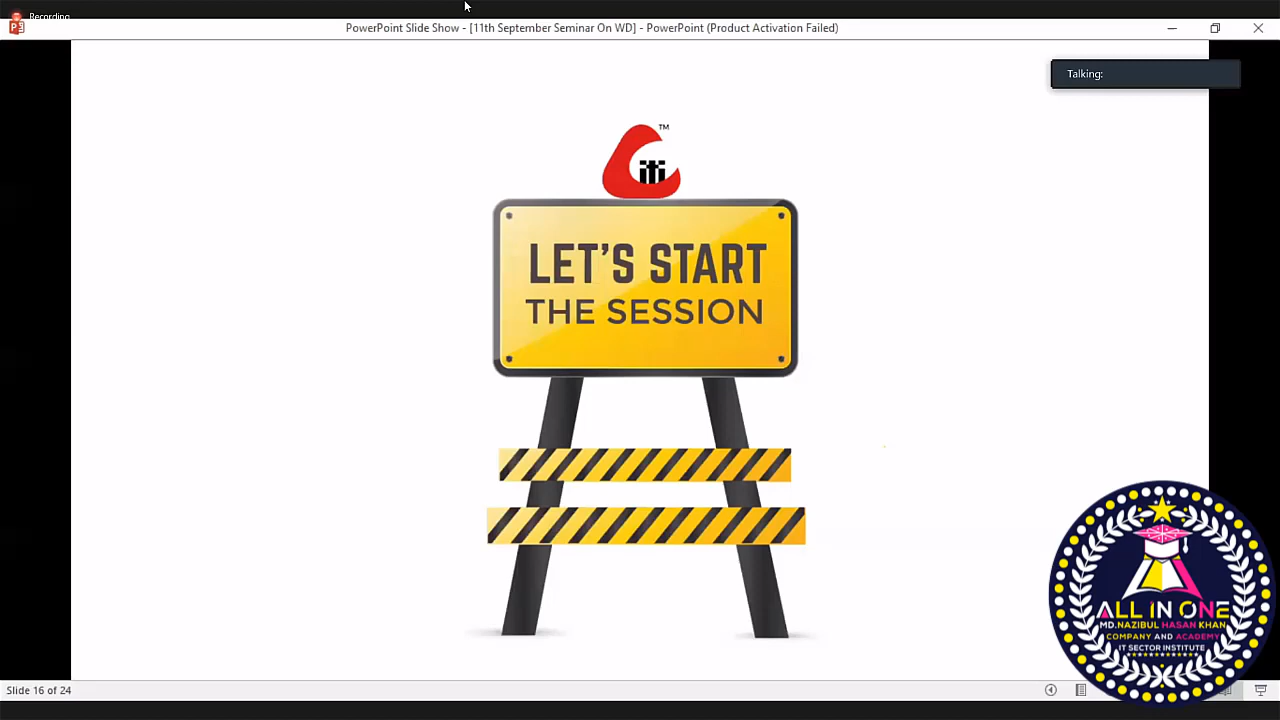 Recording
PowerPoint Slide Show - [11th September Seminar On WD] - PowerPoint (Product Activation Failed)
Talking:
TM
iTi
LET'S START
THE SESSION
ALL IN ONE
MD.NAZIBUL HASAN KHAN
COMPANY AND ACADEMY
IT SECTOR INSTITUTE
Slide 16 of 24